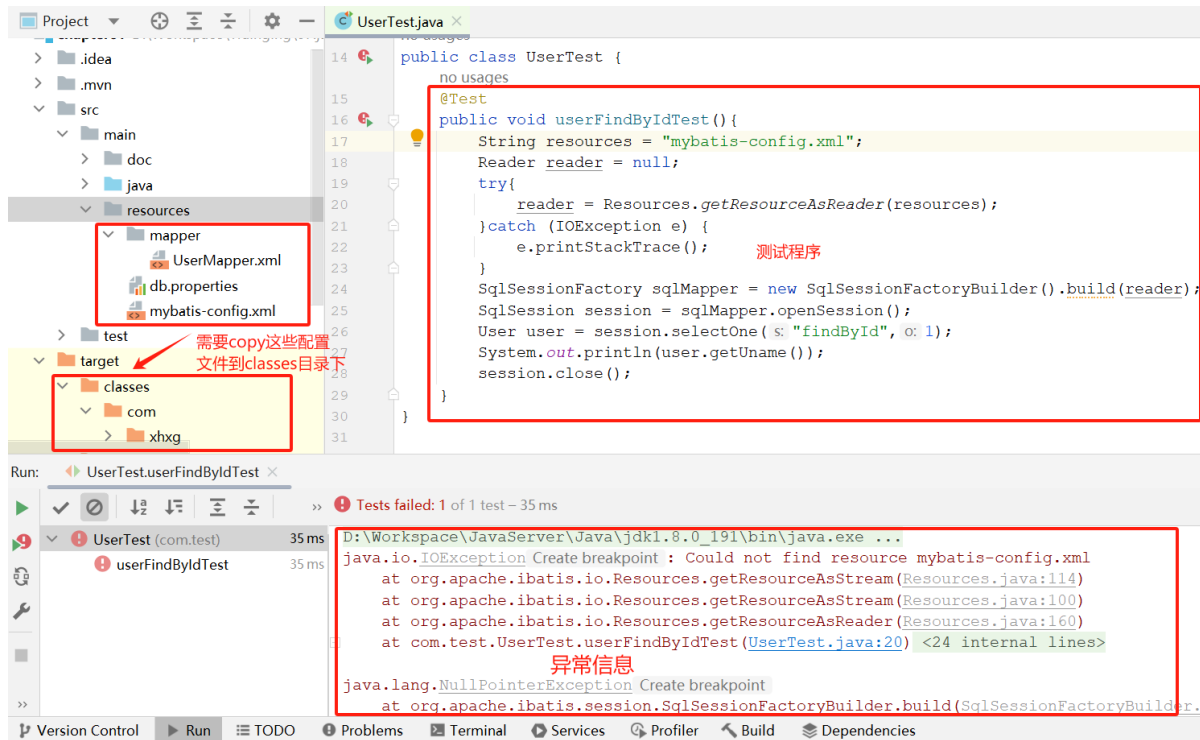 Project
UserTest.java
.idea
.mvn
src
main
doc
java
resources
mapper
UserMapper.xml
db.properties
mybatis-config.xml
test
需要copy这些配置
文件到classes目录下
target
classes
com
xhxg
14 public class UserTest {
no usages
15 @Test
16 public void userFindByIdTest(){
17 String resources = "mybatis-config.xml";
18 Reader reader = null;
19 try{
20 reader = Resources.getResourceAsReader(resources);
21 }catch (IOException e) {
22 e.printStackTrace();
测试程序
23 }
24 SqlSessionFactory sqlMapper = new SqlSessionFactoryBuilder().build(reader);
25 SqlSession session = sqlMapper.openSession();
26 User user = session.selectOne( s: "findById", o: 1);
27 System.out.println(user.getUname());
28 session.close();
29 }
30 }
31
Run: UserTest.userFindByIdTest
Tests failed: 1 of 1 test – 35 ms
UserTest (com.test) 35 ms
userFindByIdTest 35 ms
D:\Workspace\JavaServer\Java\jdk1.8.0_191\bin\java.exe ...
java.io.IOException Create breakpoint : Could not find resource mybatis-config.xml
at org.apache.ibatis.io.Resources.getResourceAsStream(Resources.java:114)
at org.apache.ibatis.io.Resources.getResourceAsStream(Resources.java:100)
at org.apache.ibatis.io.Resources.getResourceAsReader(Resources.java:160)
at com.test.UserTest.userFindByIdTest(UserTest.java:20) <24 internal lines>
异常信息
java.lang.NullPointerException Create breakpoint
at org.apache.ibatis.session.SqlSessionFactoryBuilder.build(SqlSessionFactoryBuilder.
Version Control Run TODO Problems Terminal Services Profiler Build Dependencies